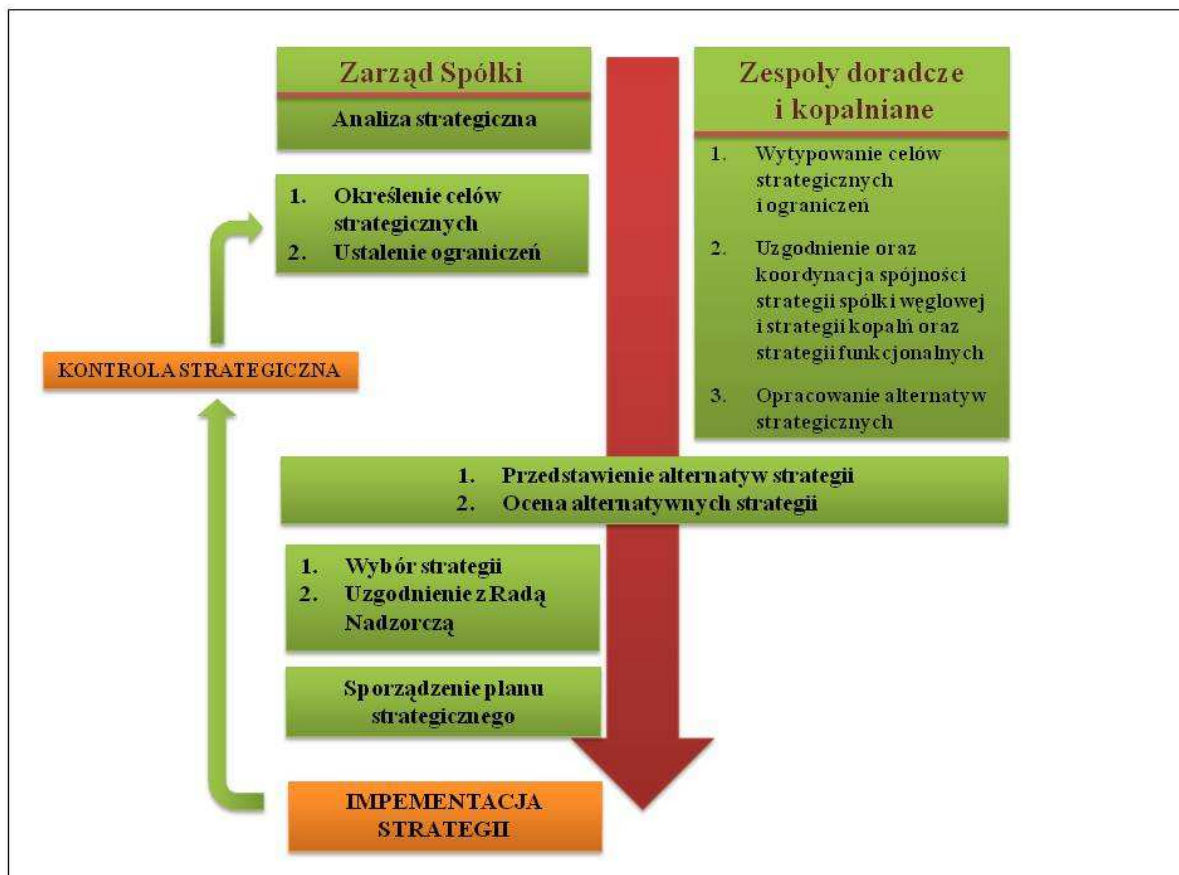 Zarząd Spółki
Analiza strategiczna
1. Określenie celów
strategicznych
2. Ustalenie ograniczeń
Zespoły doradcze
i kopalniane
1. Wytypowanie celów
strategicznych
i ograniczeń
2. Uzgodnienie oraz
koordynacja spójności
strategii spółki węglowej
i strategii kopalń oraz
strategii funkcjonalnych
3. Opracowanie alternatyw
strategicznych
KONTROLA STRATEGICZNA
1. Przedstawienie alternatyw strategii
2. Ocena alternatywnych strategii
1. Wybór strategii
2. Uzgodnienie z Radą
Nadzorczą
Sporządzenie planu
strategicznego
IMPEMENTACJA
STRATEGII